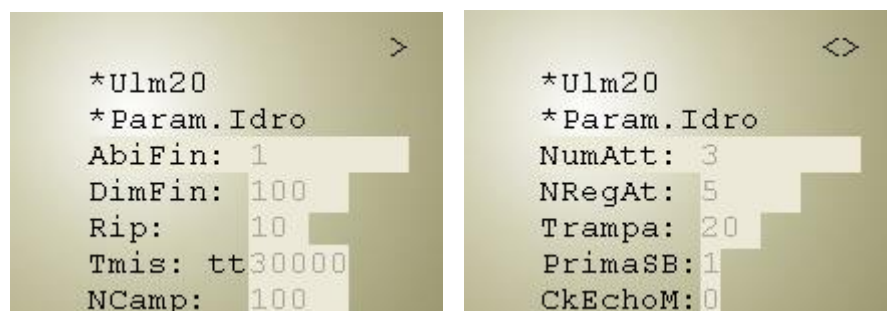 >
*Ulm20
*Param.Idro
AbiFin: 1
DimFin: 100
Rip: 10
Tmis: tt30000
NCamp: 100
<>
*Ulm20
*Param.Idro
NumAtt: 3
NRegAt: 5
Trampa: 20
PrimaSB:1
CkEchoM:0